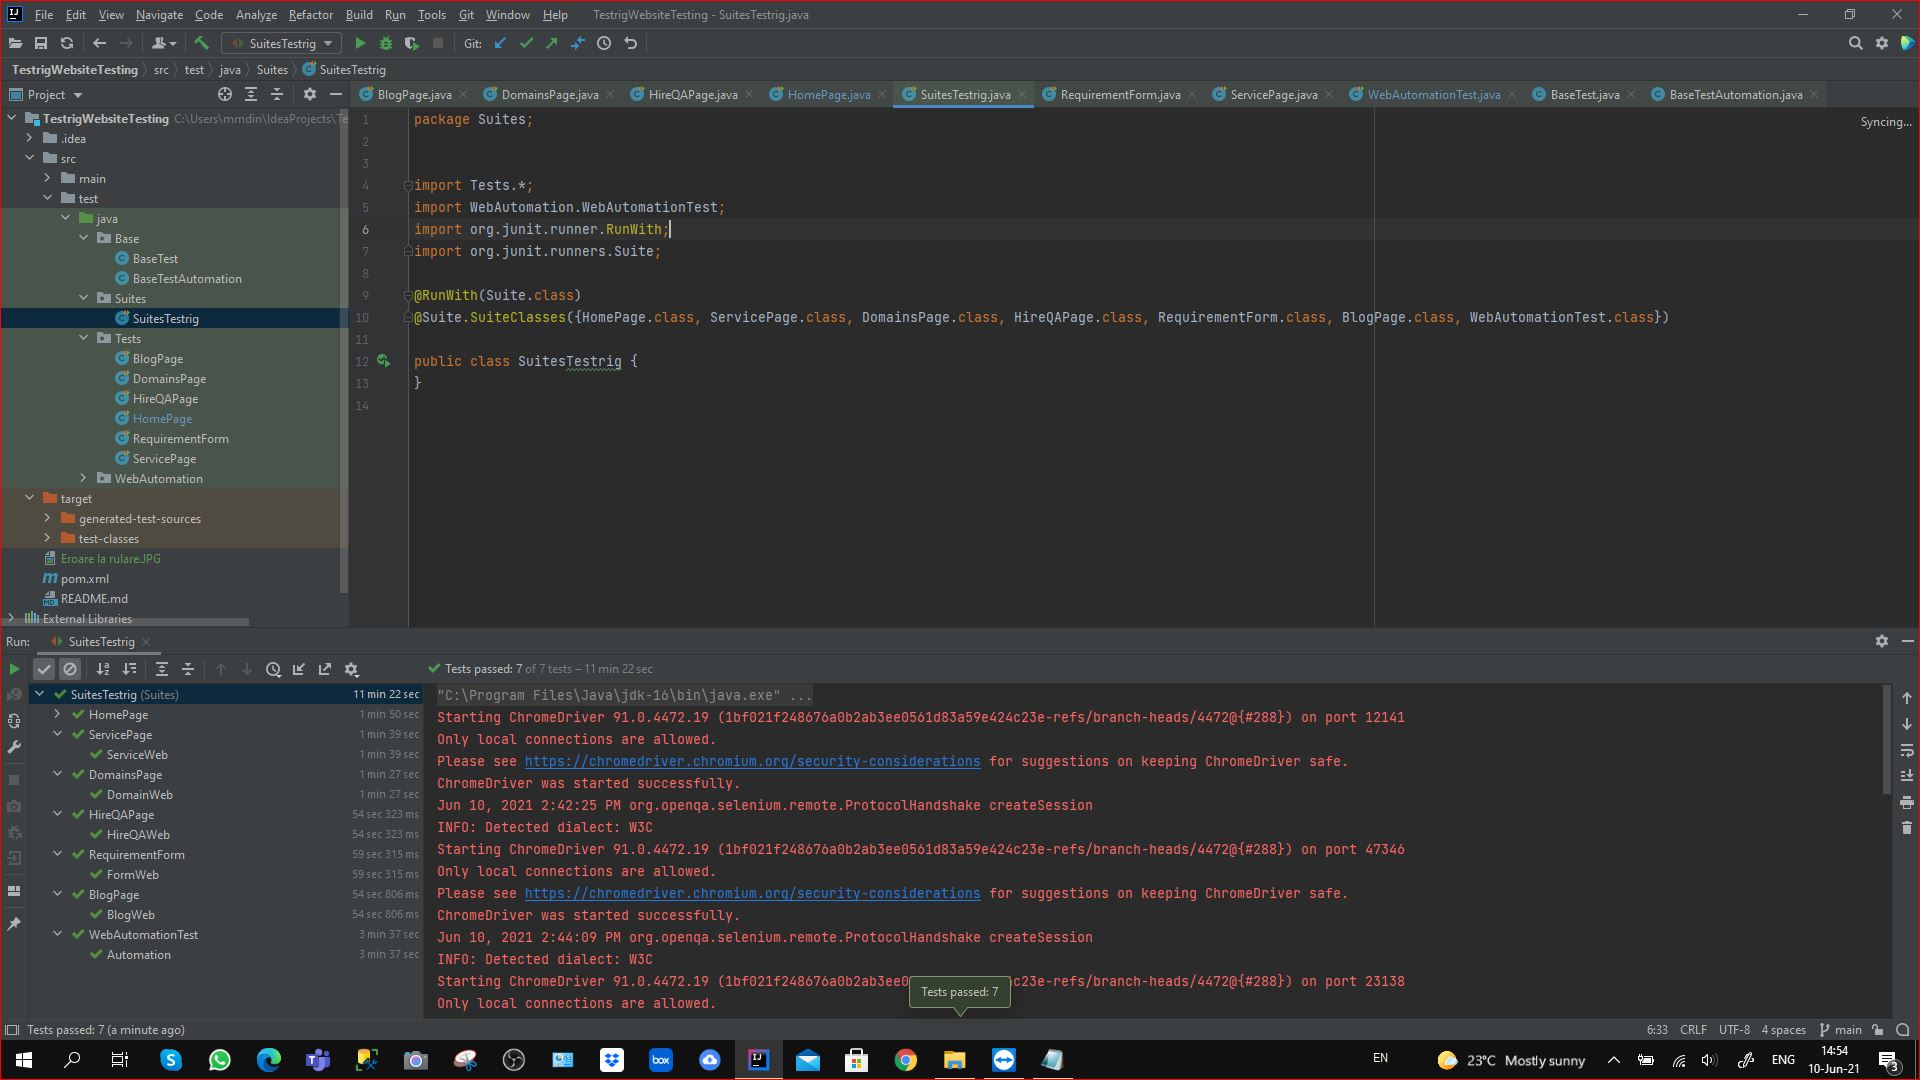 File Edit View Navigate Code Analyze Refactor Build Run Tools Git Window Help TestrigWebsiteTesting - SuitesTestrig.java
SuitesTestrig Git:
TestrigWebsiteTesting src test java Suites SuitesTestrig
Project
BlogPage.java DomainsPage.java HireQAPage.java HomePage.java SuitesTestrig.java RequirementForm.java ServicePage.java WebAutomationTest.java BaseTest.java BaseTestAutomation.java
TestrigWebsiteTesting C:\Users\mmdin\IdeaProjects\Te
.idea
src
main
test
java
Base
BaseTest
BaseTestAutomation
Suites
SuitesTestrig
Tests
BlogPage
DomainsPage
HireQAPage
HomePage
RequirementForm
ServicePage
WebAutomation
target
generated-test-sources
test-classes
Eroare la rulare.JPG
pom.xml
README.md
External Libraries
Syncing...
1 package Suites;
2
3
4 import Tests.*;
5 import WebAutomation.WebAutomationTest;
6 import org.junit.runner.RunWith;
7 import org.junit.runners.Suite;
8
9 @RunWith(Suite.class)
10 @Suite.SuiteClasses({HomePage.class, ServicePage.class, DomainsPage.class, HireQAPage.class, RequirementForm.class, BlogPage.class, WebAutomationTest.class})
11
12 public class SuitesTestrig {
13 }
14
Run: SuitesTestrig
Tests passed: 7 of 7 tests – 11 min 22 sec
SuitesTestrig (Suites) 11 min 22 sec
HomePage 1 min 50 sec
ServicePage 1 min 39 sec
ServiceWeb 1 min 39 sec
DomainsPage 1 min 27 sec
DomainWeb 1 min 27 sec
HireQAPage 54 sec 323 ms
HireQAWeb 54 sec 323 ms
RequirementForm 59 sec 315 ms
FormWeb 59 sec 315 ms
BlogPage 54 sec 806 ms
BlogWeb 54 sec 806 ms
WebAutomationTest 3 min 37 sec
Automation 3 min 37 sec
"C:\Program Files\Java\jdk-16\bin\java.exe" ...
Starting ChromeDriver 91.0.4472.19 (1bf021f248676a0b2ab3ee0561d83a59e424c23e-refs/branch-heads/4472@{#288}) on port 12141
Only local connections are allowed.
Please see https://chromedriver.chromium.org/security-considerations for suggestions on keeping ChromeDriver safe.
ChromeDriver was started successfully.
Jun 10, 2021 2:42:25 PM org.openqa.selenium.remote.ProtocolHandshake createSession
INFO: Detected dialect: W3C
Starting ChromeDriver 91.0.4472.19 (1bf021f248676a0b2ab3ee0561d83a59e424c23e-refs/branch-heads/4472@{#288}) on port 47346
Only local connections are allowed.
Please see https://chromedriver.chromium.org/security-considerations for suggestions on keeping ChromeDriver safe.
ChromeDriver was started successfully.
Jun 10, 2021 2:44:09 PM org.openqa.selenium.remote.ProtocolHandshake createSession
INFO: Detected dialect: W3C
Starting ChromeDriver 91.0.4472.19 (1bf021f248676a0b2ab3ee0 c23e-refs/branch-heads/4472@{#288}) on port 23138
Only local connections are allowed.
Tests passed: 7
Tests passed: 7 (a minute ago) 6:33 CRLF UTF-8 4 spaces main
EN 23°C Mostly sunny ENG 14:54
10-Jun-21 3